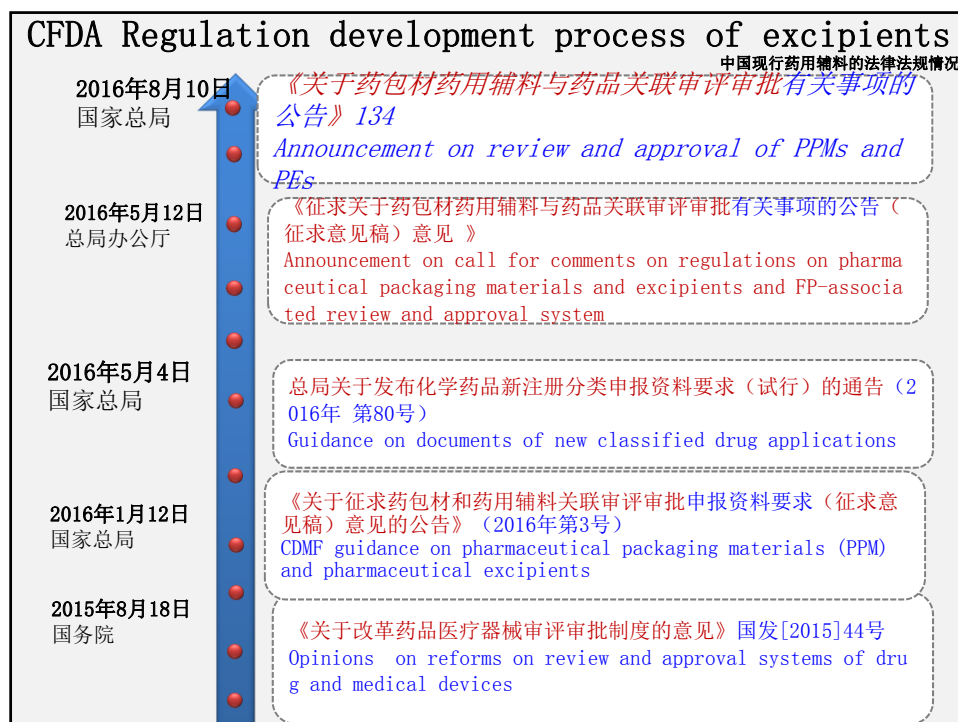 CFDA Regulation development process of excipients
中国现行药用辅料的法律法规情况
2016年8月10日
国家总局
《关于药包材药用辅料与药品关联审评审批有关事项的
公告》134
Announcement on review and approval of PPMs and
PEs
2016年5月12日
总局办公厅
《征求关于药包材药用辅料与药品关联审评审批有关事项的公告（
征求意见稿）意见 》
Announcement on call for comments on regulations on pharma
ceutical packaging materials and excipients and FP-associa
ted review and approval system
2016年5月4日
国家总局
总局关于发布化学药品新注册分类申报资料要求（试行）的通告（2
016年 第80号）
Guidance on documents of new classified drug applications
2016年1月12日
国家总局
《关于征求药包材和药用辅料关联审评审批申报资料要求（征求意
见稿）意见的公告》（2016年第3号）
CDMF guidance on pharmaceutical packaging materials (PPM)
and pharmaceutical excipients
2015年8月18日
国务院
《关于改革药品医疗器械审评审批制度的意见》国发[2015]44号
Opinions  on reforms on review and approval systems of dru
g and medical devices